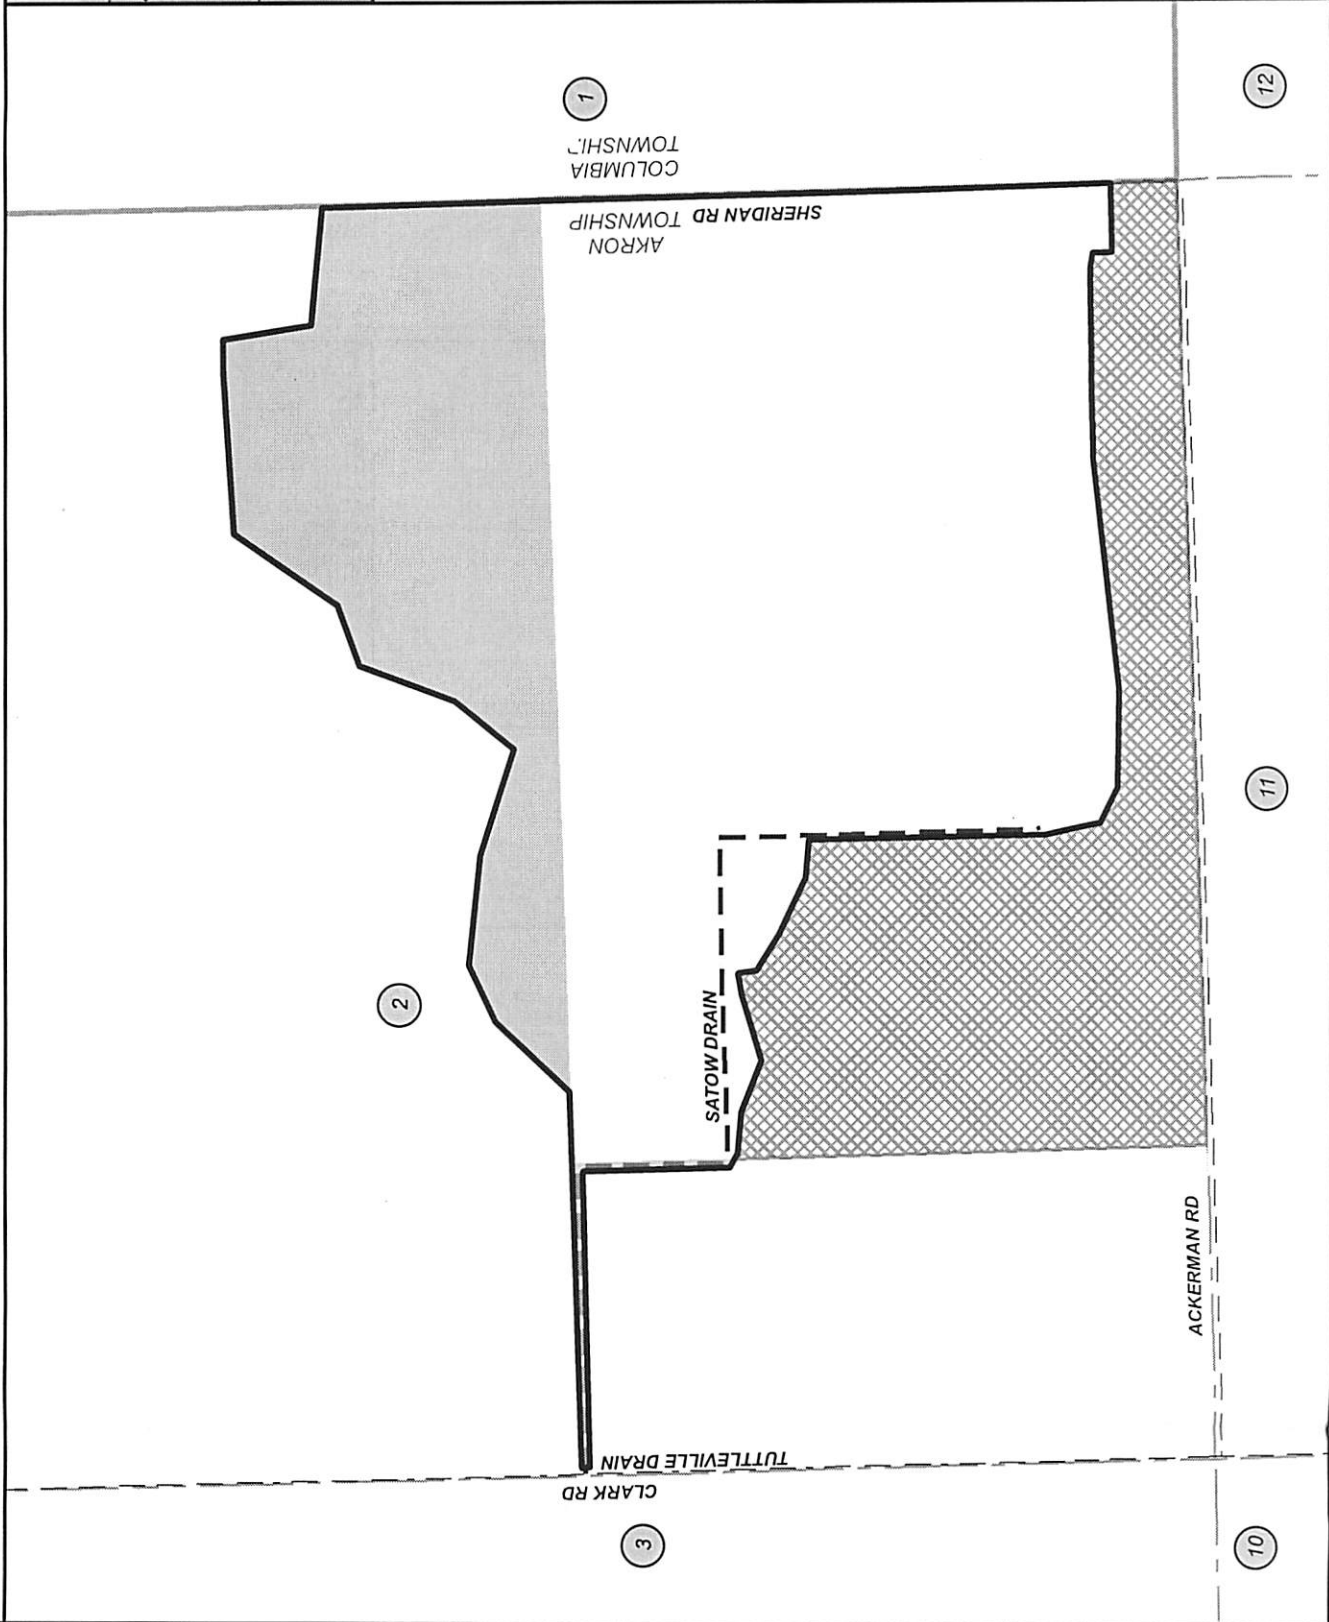 1
COLUMBIA
AKRON
TOWNSHIP
SHERIDAN RD
12
2
SATOW DRAIN
11
ACKERMAN RD
TUTTLEVILLE DRAIN
CLARK RD
3
10